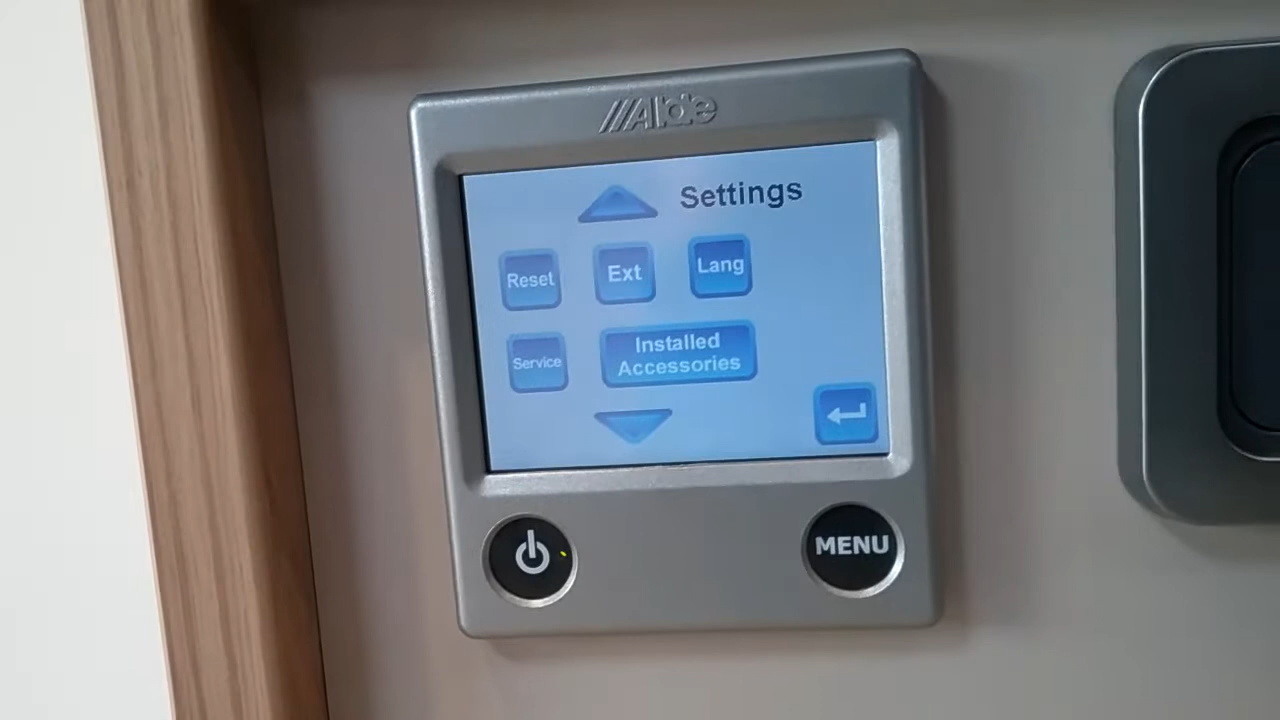 Alde
Settings
Reset
Ext
Lang
Service
Installed
Accessories
MENU